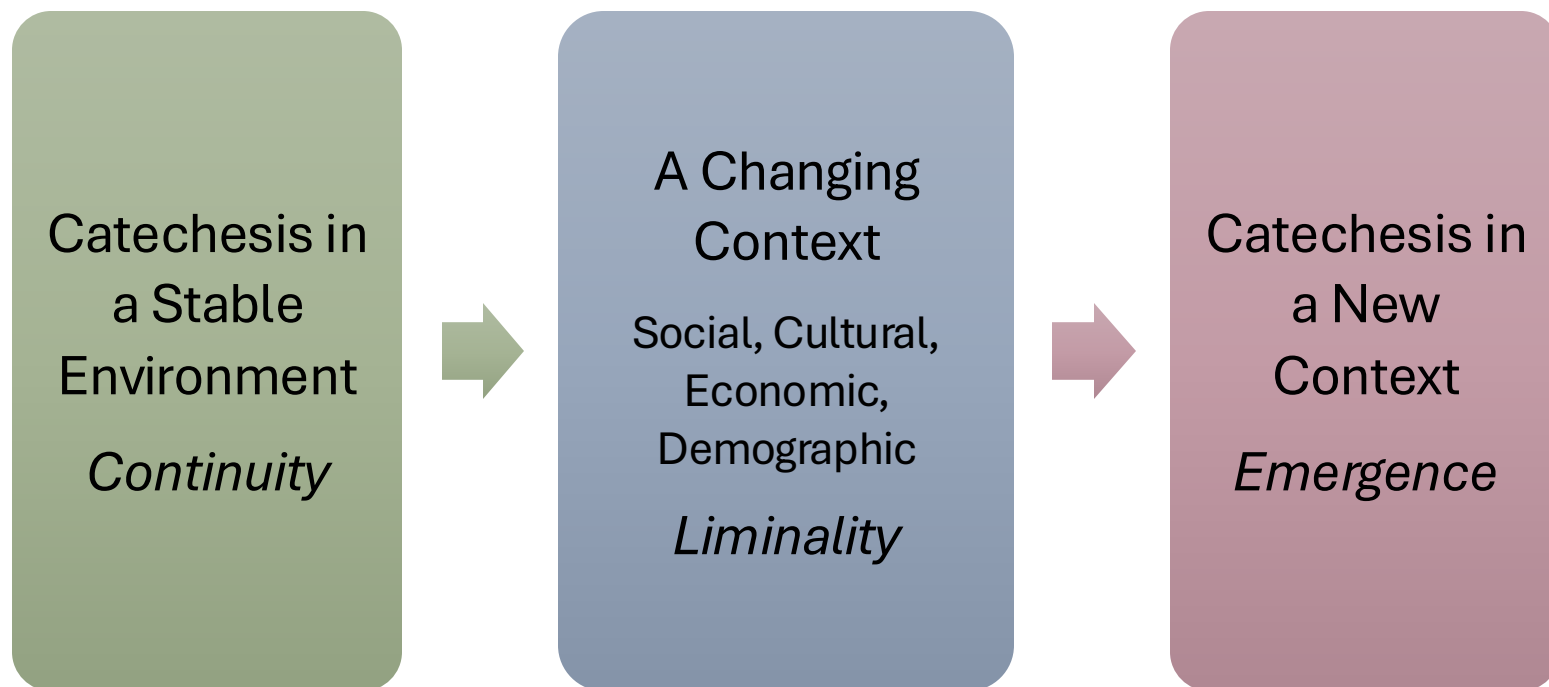 Catechesis in
a Stable
Environment
Continuity
A Changing
Context
Social, Cultural,
Economic,
Demographic
Liminality
Catechesis in
a New
Context
Emergence